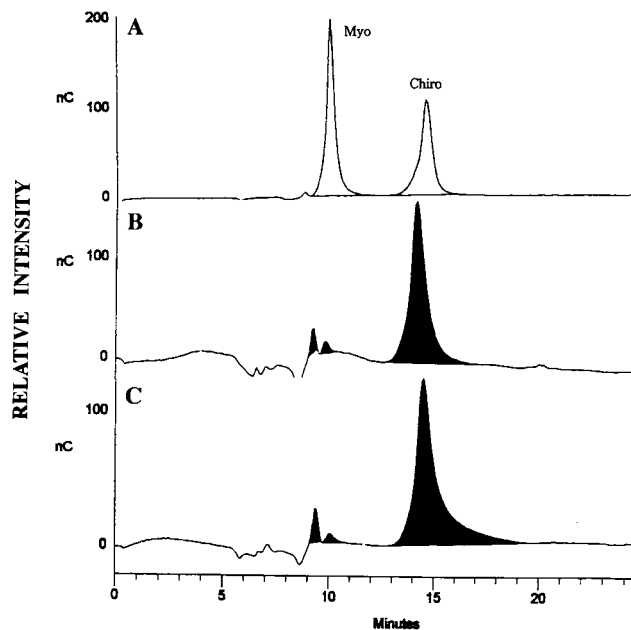 A
200
Myo
Chiro
nC
100
0
RELATIVE INTENSITY
B
100
nC
0
C
100
nC
0
0
5
10
15
20
Minutes